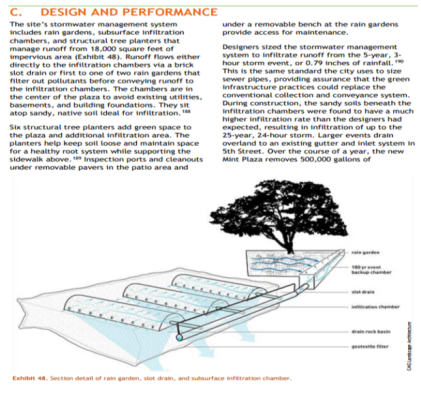 C. DESIGN AND PERFORMANCE
The site's stormwater management system
includes rain gardens, subsurface infiltration
chambers, and structural tree planters that
manage runoff from 18,000 square feet of
impervious area (Exhibit 48). Runoff flows either
directly to the infiltration chambers via a brick
slot drain or first to one of two rain gardens that
filter out pollutants before conveying runoff to
the infiltration chambers. The chambers are in
the center of the plaza to avoid existing utilities,
basements, and building foundations. They sit
atop sandy, native soil ideal for infiltration. 188
Six structural tree planters add green space to
the plaza and additional infiltration area. The
planters help keep soil loose and maintain space
for a healthy root system while supporting the
sidewalk above. 189 Inspection ports and cleanouts
under removable pavers in the patio area and
under a removable bench at the rain gardens
provide access for maintenance.
Designers sized the stormwater management
system to infiltrate runoff from the 5-year, 3-
hour storm event, or 0.79 inches of rainfall. 190
This is the same standard the city uses to size
sewer pipes, providing assurance that the green
infrastructure practices could replace the
conventional collection and conveyance system.
During construction, the sandy soils beneath the
infiltration chambers were found to have a much
higher infiltration rate than the designers had
expected, resulting in infiltration of up to the
25-year, 24-hour storm. Larger events drain
overland to an existing gutter and inlet system in
5th Street. Over the course of a year, the new
Mint Plaza removes 500,000 gallons of
rain garden
100 yr event
backup chamber
slot drain
infiltration chamber
drain rock basin
geotextile filter
CMG Landscape Architecture
Exhibit 48. Section detail of rain garden, slot drain, and subsurface infiltration chamber.